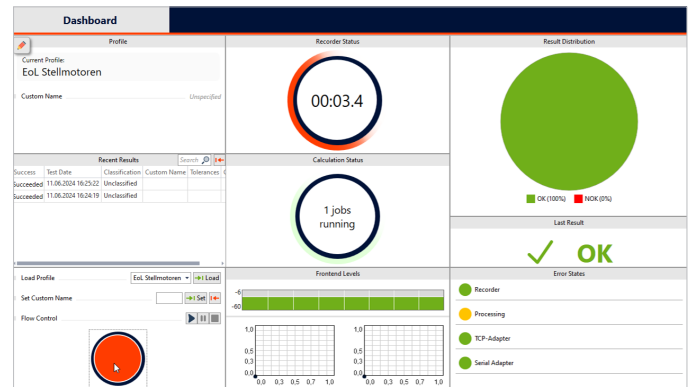 Dashboard
Profile
Current Profile:
EoL Stellmotoren
Custom Name
Unspecified
Recorder Status
00:03.4
Result Distribution
OK (100%) NOK (0%)
Recent Results
Search
Success Test Date Classification Custom Name Tolerances
Succeeded 11.06.2024 16:25:22 Unclassified
Succeeded 11.06.2024 16:24:19 Unclassified
Calculation Status
1 jobs
running
Last Result
OK
Load Profile
EoL Stellmotoren
Load
Set Custom Name
Set
Flow Control
Frontend Levels
-6
-60
1,0
0,5
0,3
0,0
0,0 0,3 0,5 0,7 1,0
1,0
0,5
0,3
0,0
0,0 0,3 0,5 0,7 1,0
Error States
Recorder
Processing
TCP-Adapter
Serial Adapter